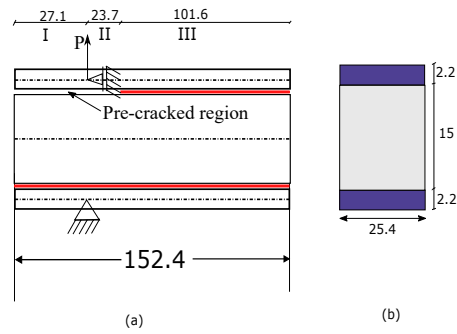 27.1 23.7 101.6
I II III
P
Pre-cracked region
152.4
(a)
2.2
15
2.2
25.4
(b)